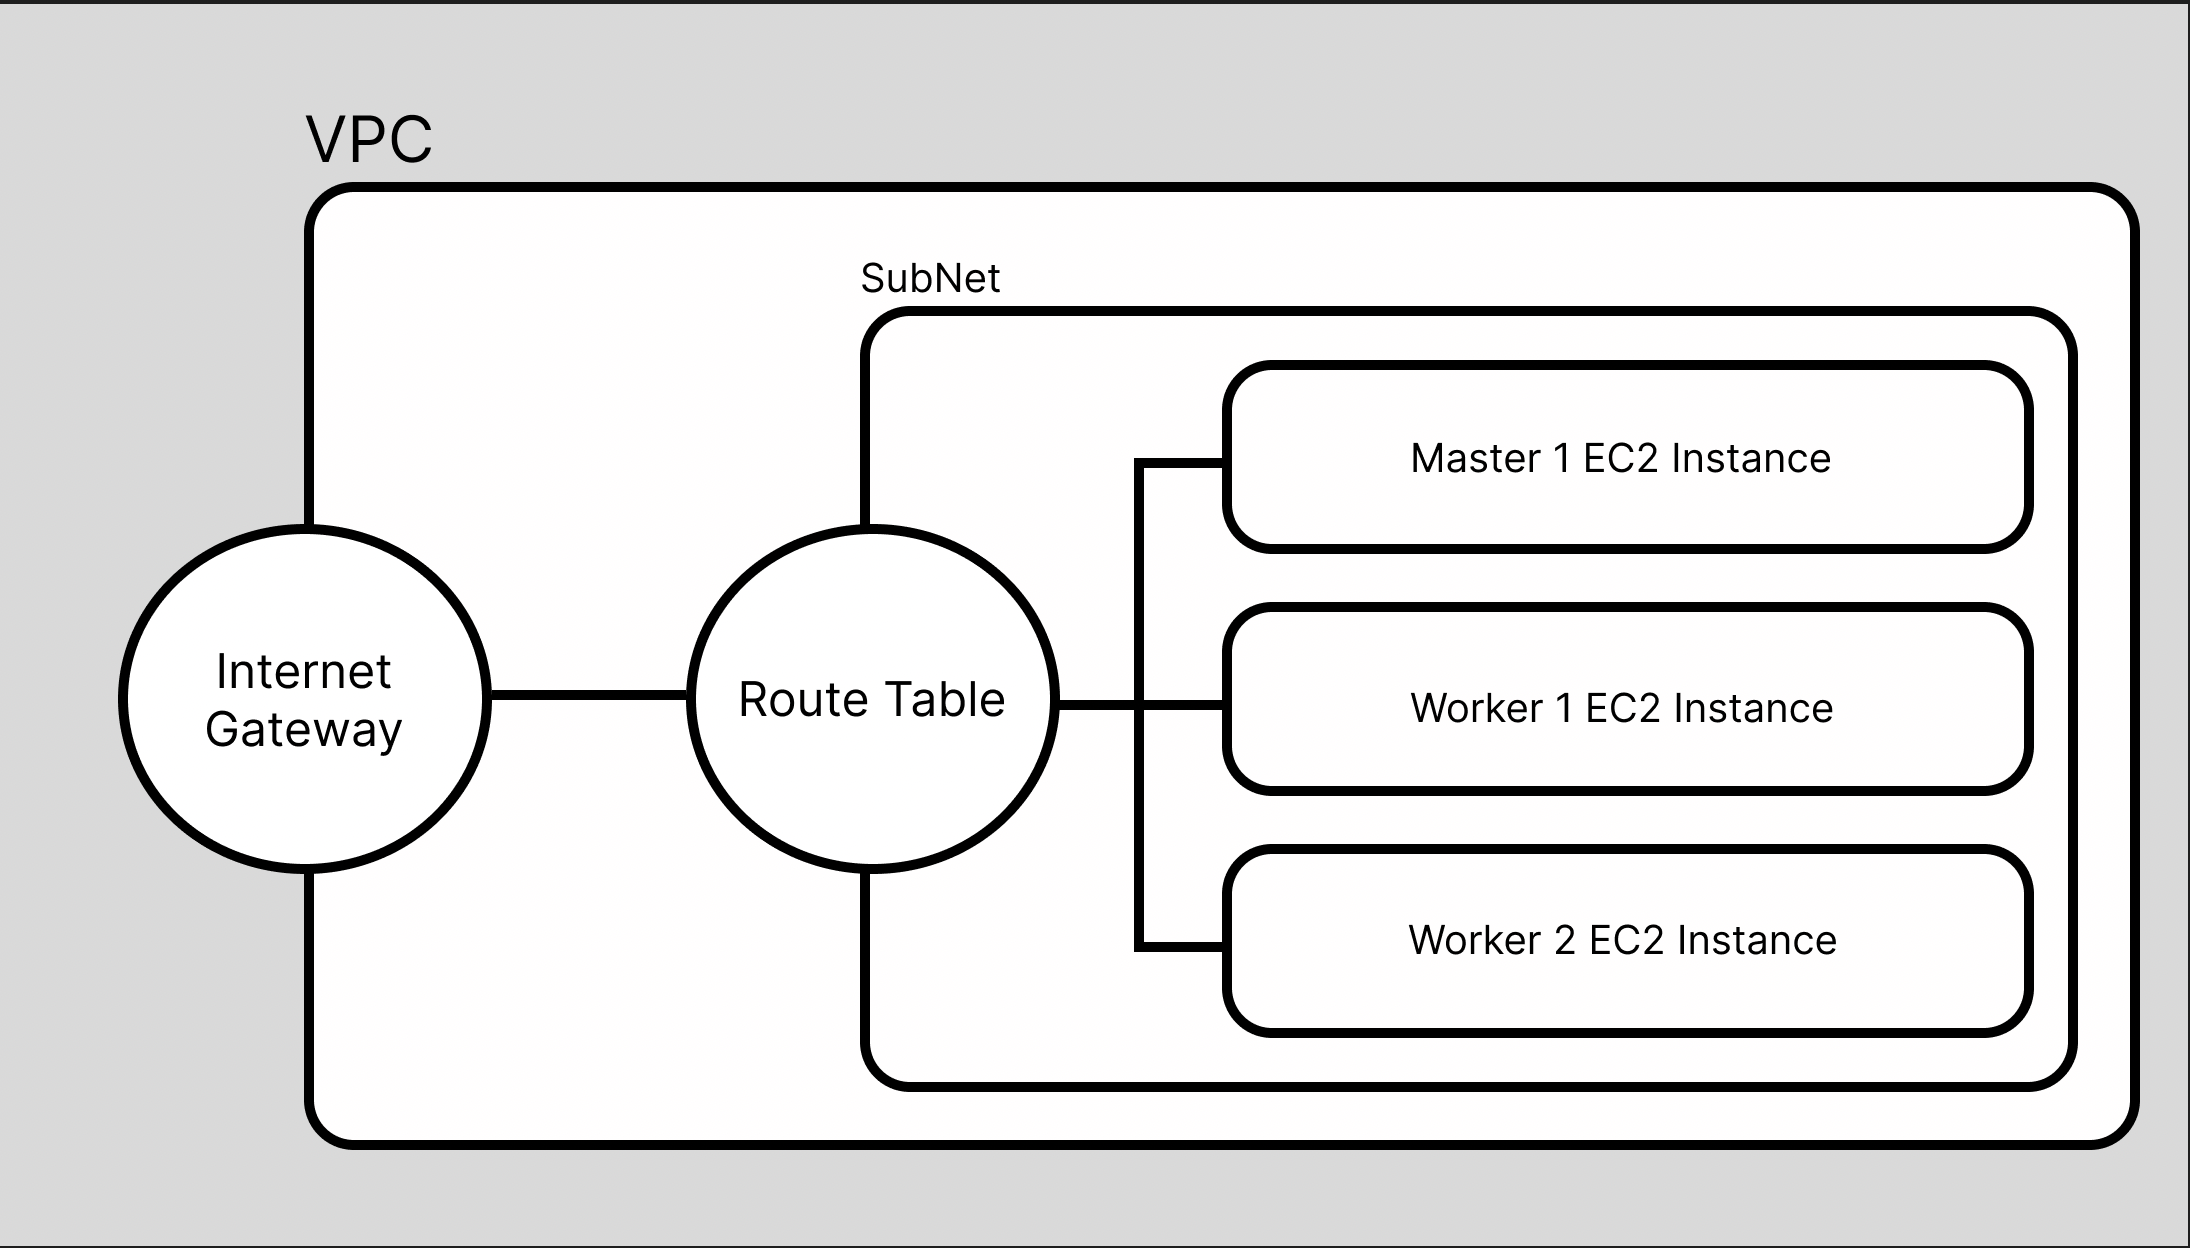 VPC
SubNet
Internet
Gateway
Route Table
Master 1 EC2 Instance
Worker 1 EC2 Instance
Worker 2 EC2 Instance